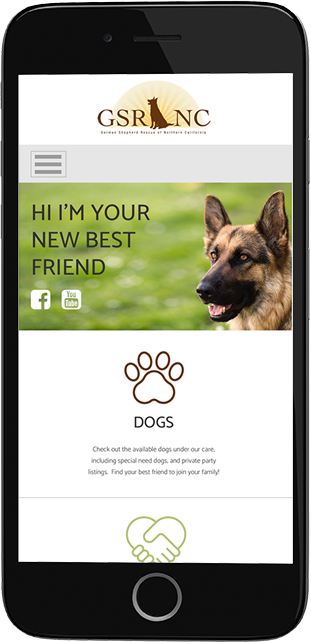 GSRNC
German Shepherd Rescue of Northern California
HI I'M YOUR
NEW BEST
FRIEND
You
Tube
DOGS
Check out the available dogs under our care,
including special need dogs, and private party
listings. Find your best friend to join your family!